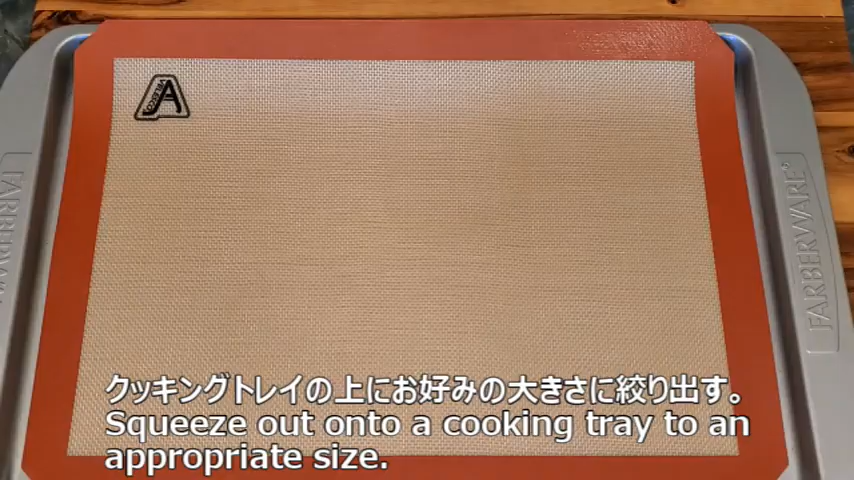 FARBERWARE
FARBERWARE
クッキングトレイの上にお好みの大きさに絞り出す。
Squeeze out onto a cooking tray to an
appropriate size.